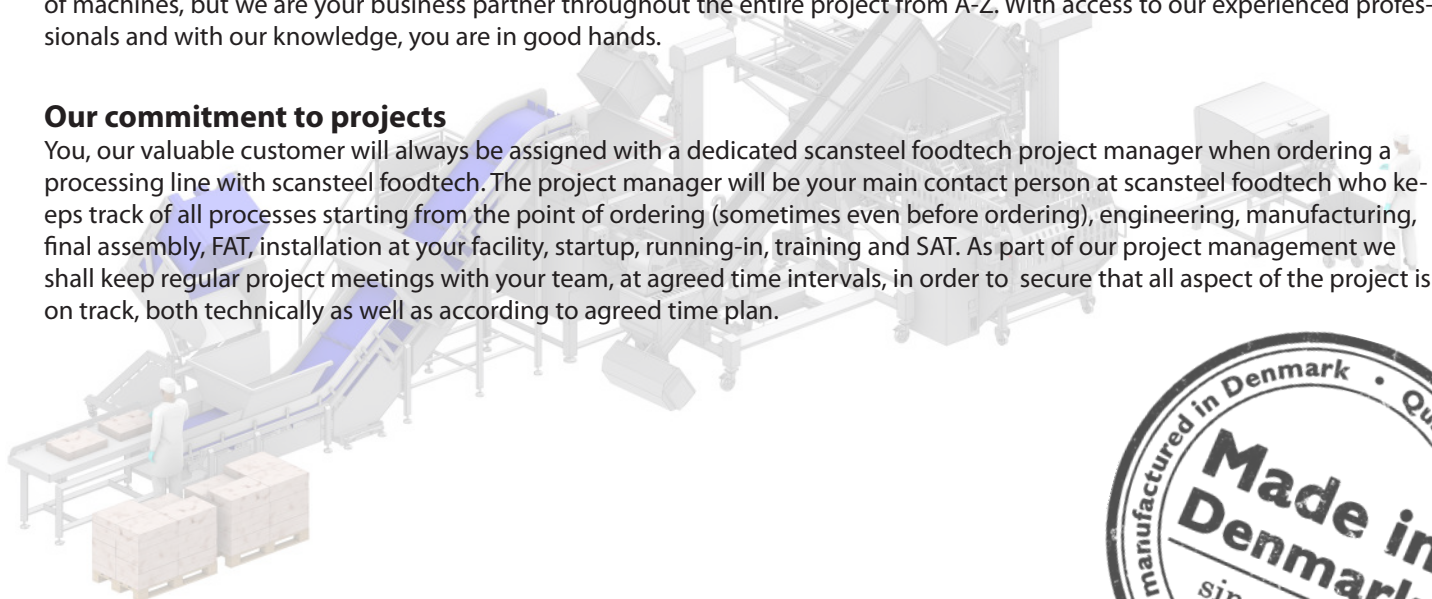 of machines, but we are your business partner throughout the entire project from A-Z. With access to our experienced profes-
sionals and with our knowledge, you are in good hands.
Our commitment to projects
You, our valuable customer will always be assigned with a dedicated scansteel foodtech project manager when ordering a
processing line with scansteel foodtech. The project manager will be your main contact person at scansteel foodtech who ke-
eps track of all processes starting from the point of ordering (sometimes even before ordering), engineering, manufacturing,
final assembly, FAT, installation at your facility, startup, running-in, training and SAT. As part of our project management we
shall keep regular project meetings with your team, at agreed time intervals, in order to  secure that all aspect of the project is
on track, both technically as well as according to agreed time plan.
manufactured in Denmark •
Made in
Denmark